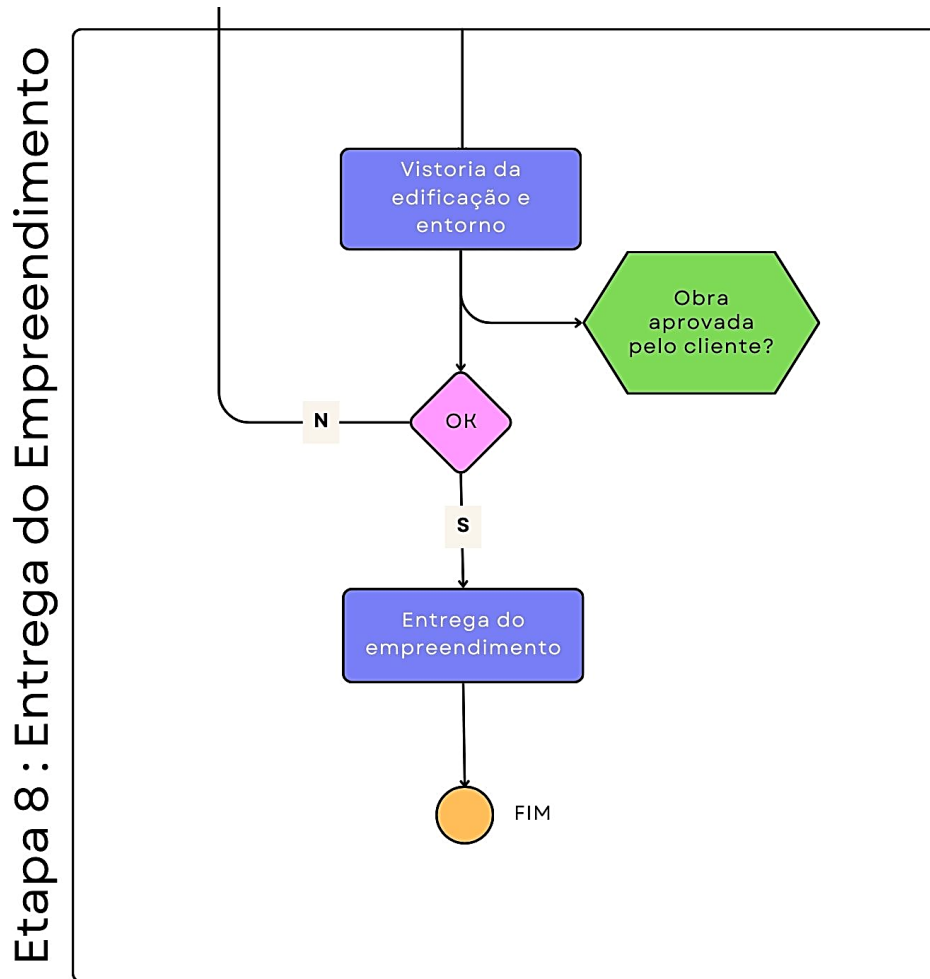 Etapa 8 : Entrega do Empreendimento
Vistoria da
edificação e
entorno
Obra
aprovada
pelo cliente?
OK
N
S
Entrega do
empreendimento
FIM